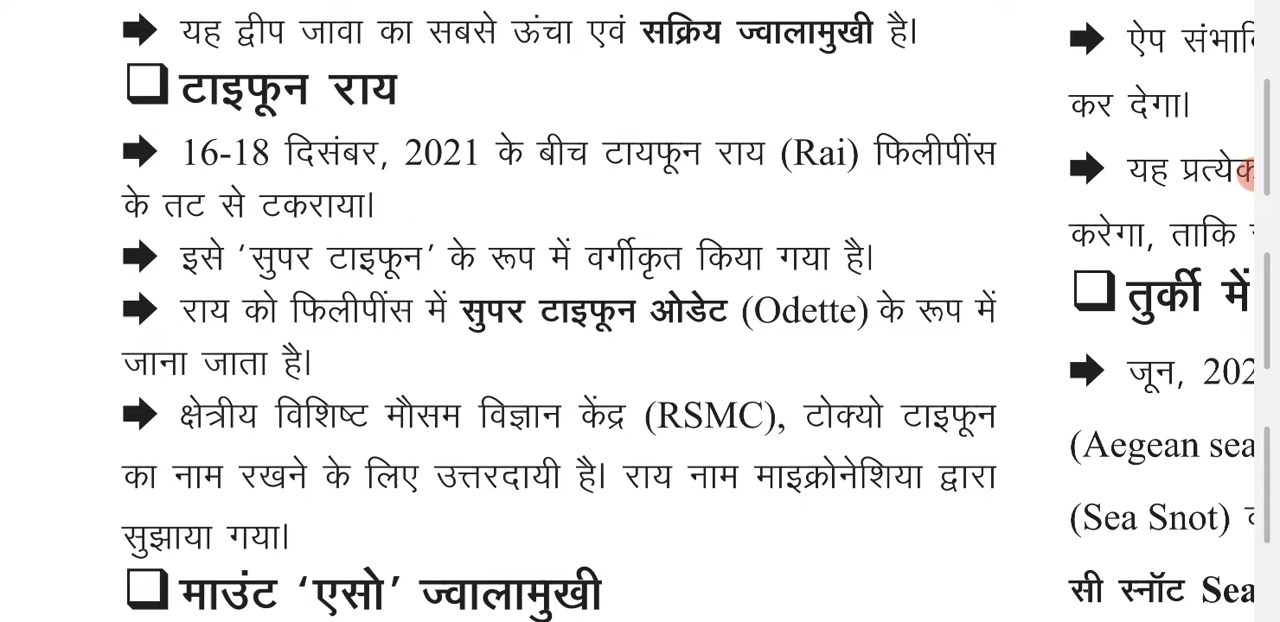 ➡ यह द्वीप जावा का सबसे ऊंचा एवं सक्रिय ज्वालामुखी है।
❑ टाइफून राय
➡ 16-18 दिसंबर, 2021 के बीच टायफून राय (Rai) फिलीपींस
के तट से टकराया।
➡ इसे ‘सुपर टाइफून’ के रूप में वर्गीकृत किया गया है।
➡ राय को फिलीपींस में सुपर टाइफून ओडेट (Odette) के रूप में
जाना जाता है।
➡ क्षेत्रीय विशिष्ट मौसम विज्ञान केंद्र (RSMC), टोक्यो टाइफून
का नाम रखने के लिए उत्तरदायी है। राय नाम माइक्रोनेशिया द्वारा
सुझाया गया।
❑ माउंट ‘एसो’ ज्वालामुखी
➡ ऐप
कर देगा।
➡ यह
करेगा, ताकि
❑ तुर्की में
➡ जून,
(Aegean sea
(Sea Snot)
सी स्नॉट Sea